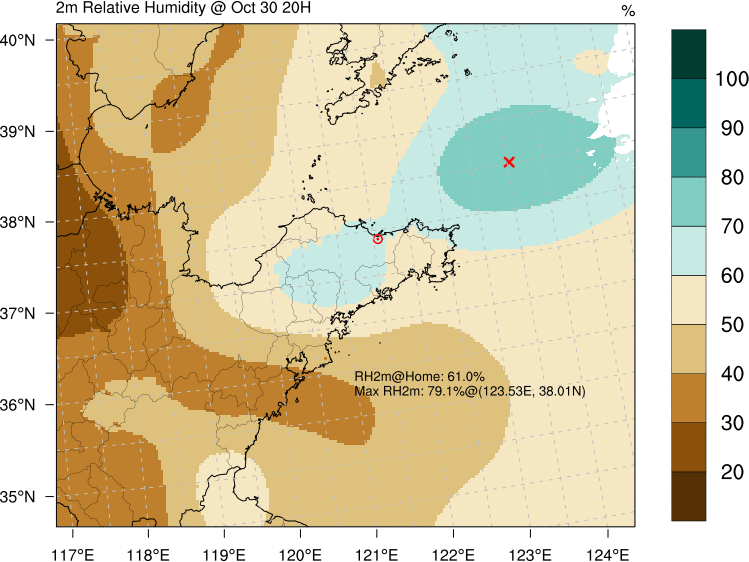 2m Relative Humidity @ Oct 30 20H
%
40°N
39°N
38°N
37°N
36°N
35°N
117°E
118°E
119°E
120°E
121°E
122°E
123°E
124°E
RH2m@Home: 61.0%
Max RH2m: 79.1%@(123.53E, 38.01N)
100
90
80
70
60
50
40
30
20